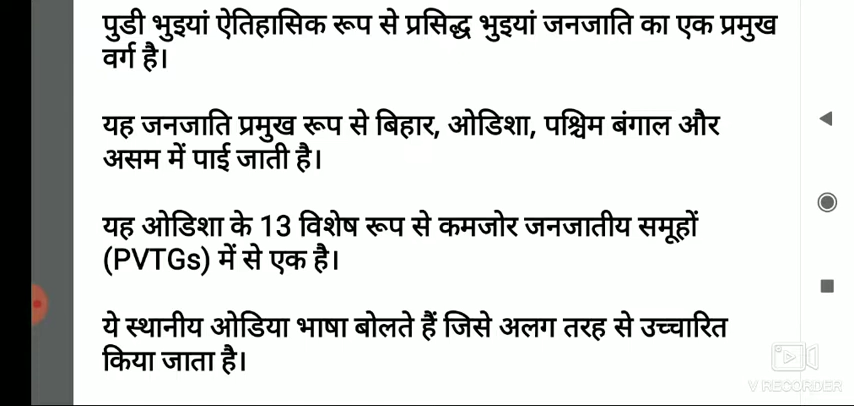 पुडी भुइयां ऐतिहासिक रूप से प्रसिद्ध भुइयां जनजाति का एक प्रमुख
वर्ग है।
यह जनजाति प्रमुख रूप से बिहार, ओडिशा, पश्चिम बंगाल और
असम में पाई जाती है।
यह ओडिशा के 13 विशेष रूप से कमजोर जनजातीय समूहों
(PVTGs) में से एक है।
ये स्थानीय ओडिया भाषा बोलते हैं जिसे अलग तरह से उच्चारित
किया जाता है।
V RECORDER